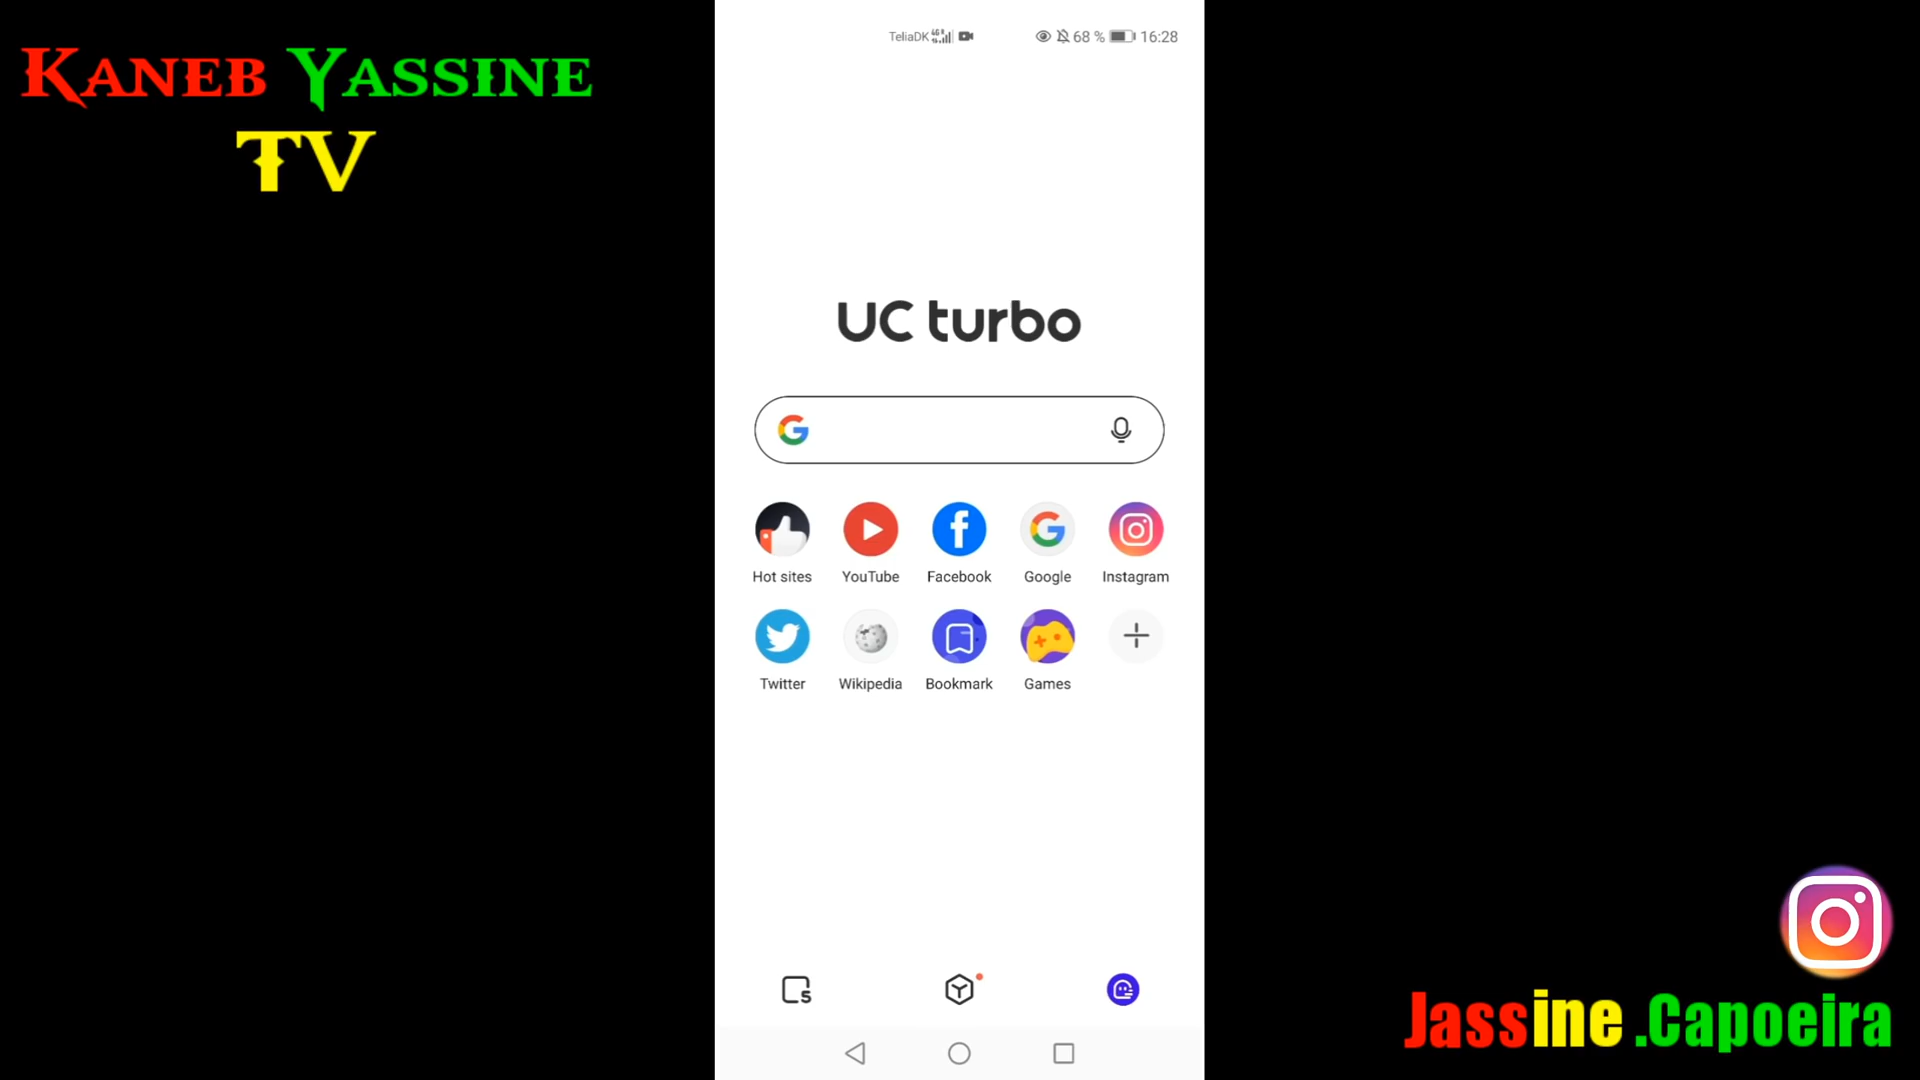 Kaneb Yassine
TV
TeliaDK 68 % 16:28
UC turbo
Hot sites YouTube Facebook Google Instagram
Twitter Wikipedia Bookmark Games
5
Jassine .Capoeira